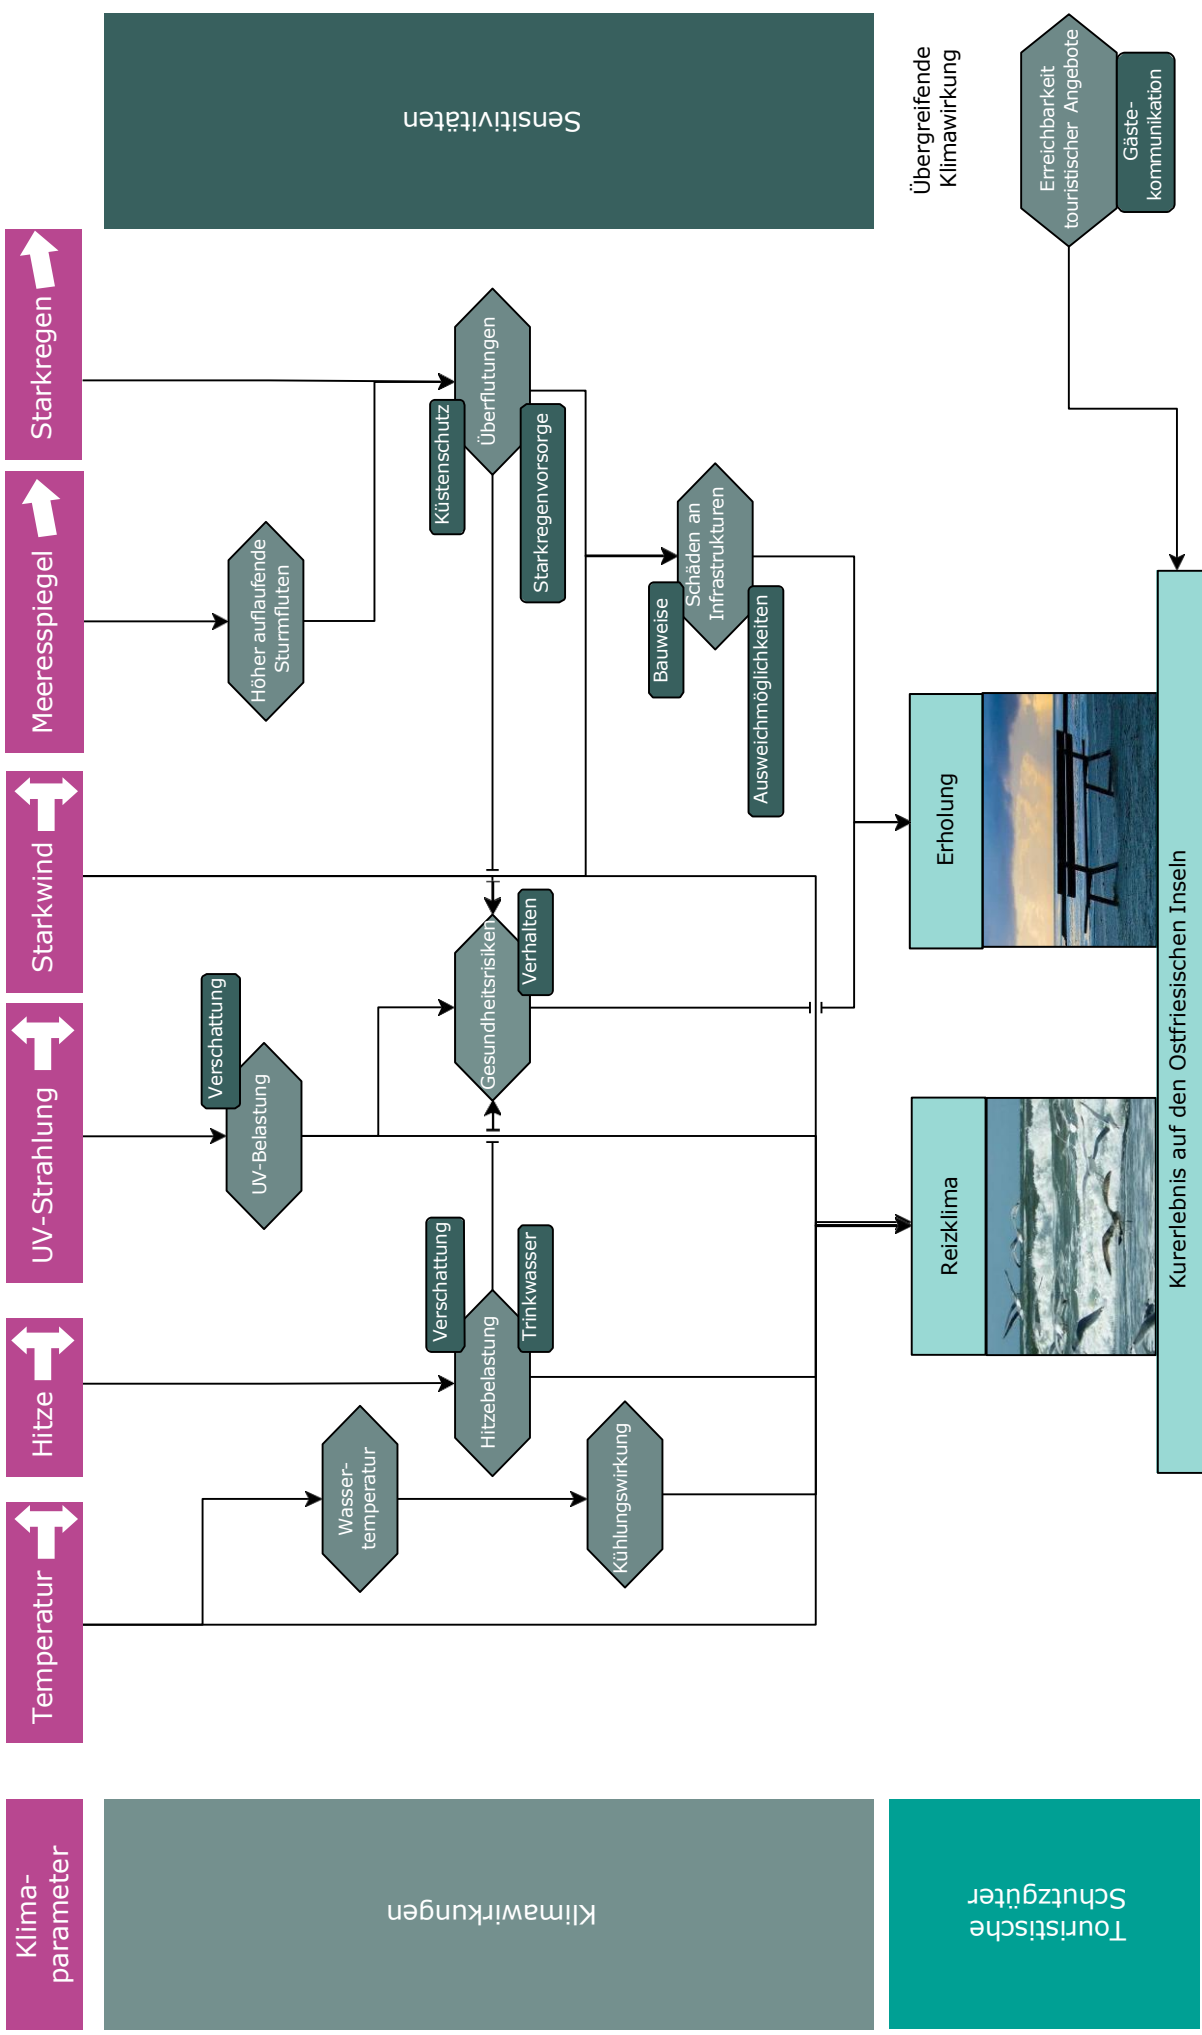 Klima-
parameter
Temperatur
Hitze
UV-Strahlung
Starkwind
Meeresspiegel
Starkregen
Klimawirkungen
Sensitivitäten
Verschattung
UV-Belastung
Höher auflaufende
Sturmfluten
Wasser-
temperatur
Verschattung
Hitzebelastung
Trinkwasser
Gesundheitsrisiken
Verhalten
Küstenschutz
Überflutungen
Starkregenvorsorge
Kühlungswirkung
Bauweise
Schäden an
Infrastrukturen
Ausweichmöglichkeiten
Touristische
Schutzgüter
Reizklima
Erholung
Übergreifende
Klimawirkung
Erreichbarkeit
touristischer Angebote
Gäste-
kommunikation
Kurerlebnis auf den Ostfriesischen Inseln